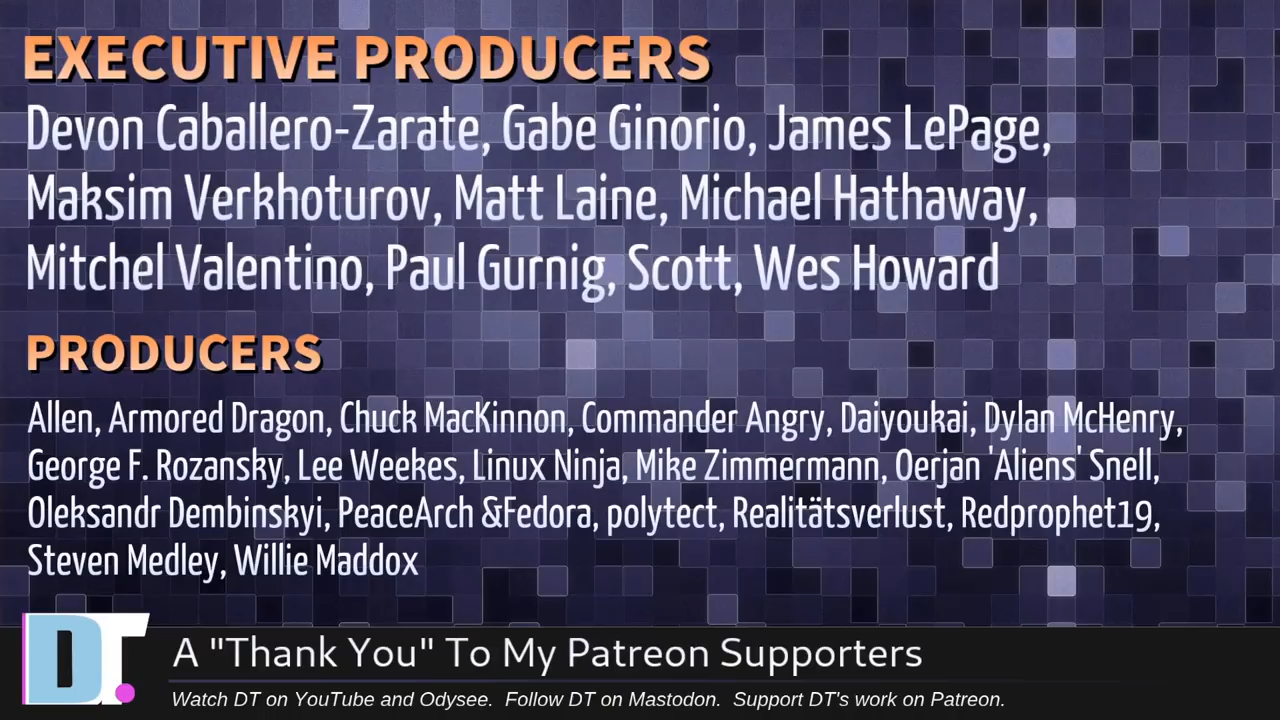 EXECUTIVE PRODUCERS
Devon Caballero-Zarate, Gabe Ginorio, James LePage,
Maksim Verkhoturov, Matt Laine, Michael Hathaway,
Mitchel Valentino, Paul Gurnig, Scott, Wes Howard
PRODUCERS
Allen, Armored Dragon, Chuck MacKinnon, Commander Angry, Daiyoukai, Dylan McHenry,
George F. Rozansky, Lee Weekes, Linux Ninja, Mike Zimmermann, Oerjan 'Aliens' Snell,
Oleksandr Dembinskyi, PeaceArch &Fedora, polytect, Realitätsverlust, Redprophet19,
Steven Medley, Willie Maddox
DT.
A "Thank You" To My Patreon Supporters
Watch DT on YouTube and Odysee. Follow DT on Mastodon. Support DT's work on Patreon.